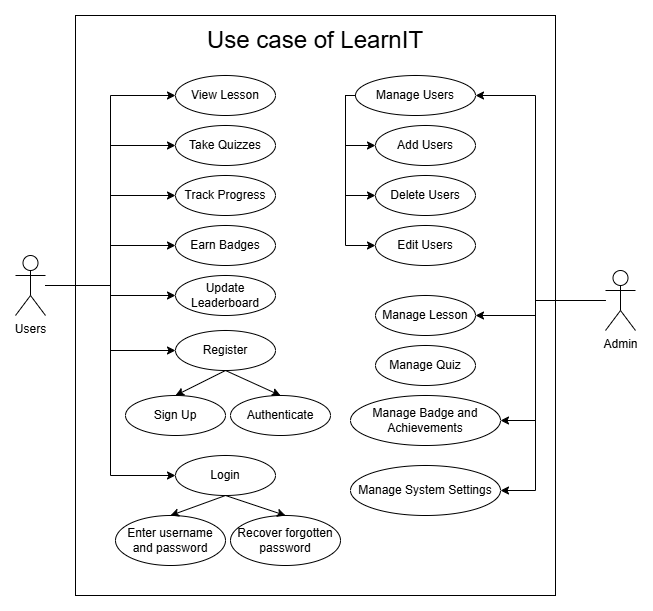 Use case of LearnIT
View Lesson
Take Quizzes
Track Progress
Earn Badges
Update
Leaderboard
Register
Sign Up
Authenticate
Login
Enter username
and password
Recover forgotten
password
Users
Manage Users
Add Users
Delete Users
Edit Users
Manage Lesson
Manage Quiz
Manage Badge and
Achievements
Manage System Settings
Admin